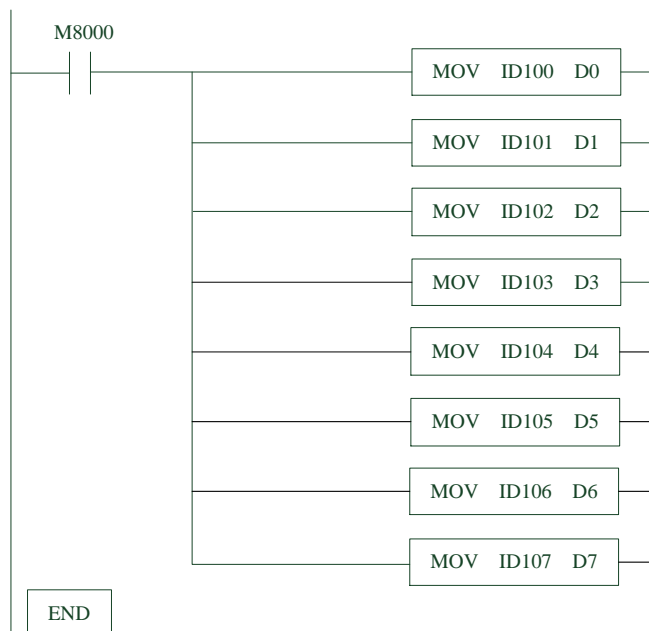 M8000
MOV ID100 D0
MOV ID101 D1
MOV ID102 D2
MOV ID103 D3
MOV ID104 D4
MOV ID105 D5
MOV ID106 D6
MOV ID107 D7
END